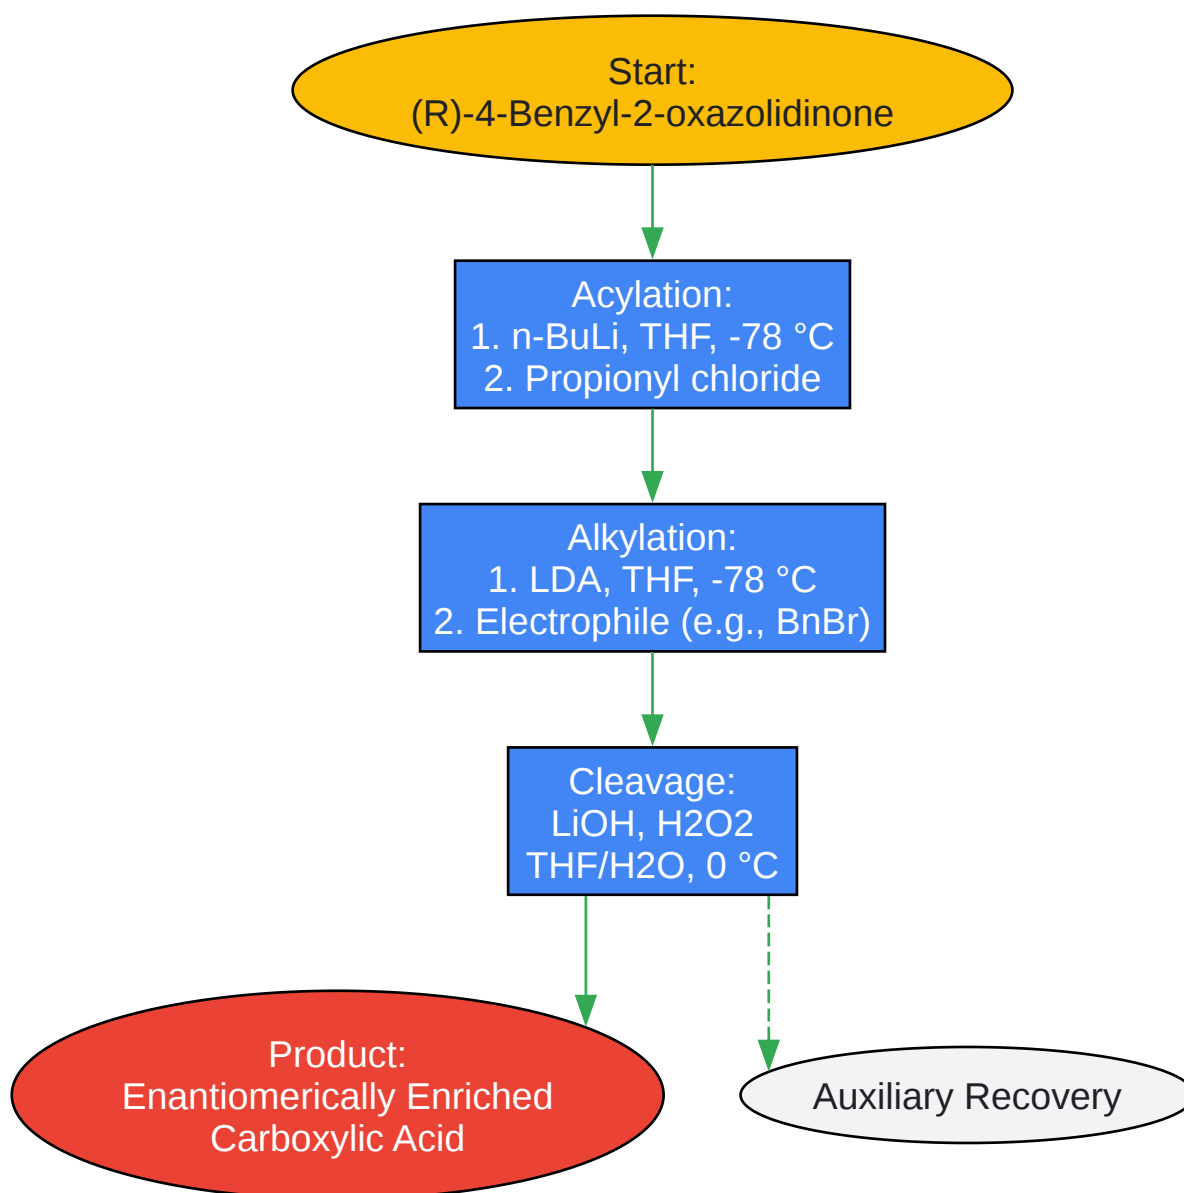 Start:
(R)-4-Benzyl-2-oxazolidinone
Acylation:
1. n-BuLi, THF, -78 °C
2. Propionyl chloride
Alkylation:
1. LDA, THF, -78 °C
2. Electrophile (e.g., BnBr)
Cleavage:
LiOH, H2O2
THF/H2O, 0 °C
Product:
Enantiomerically Enriched
Carboxylic Acid
Auxiliary Recovery